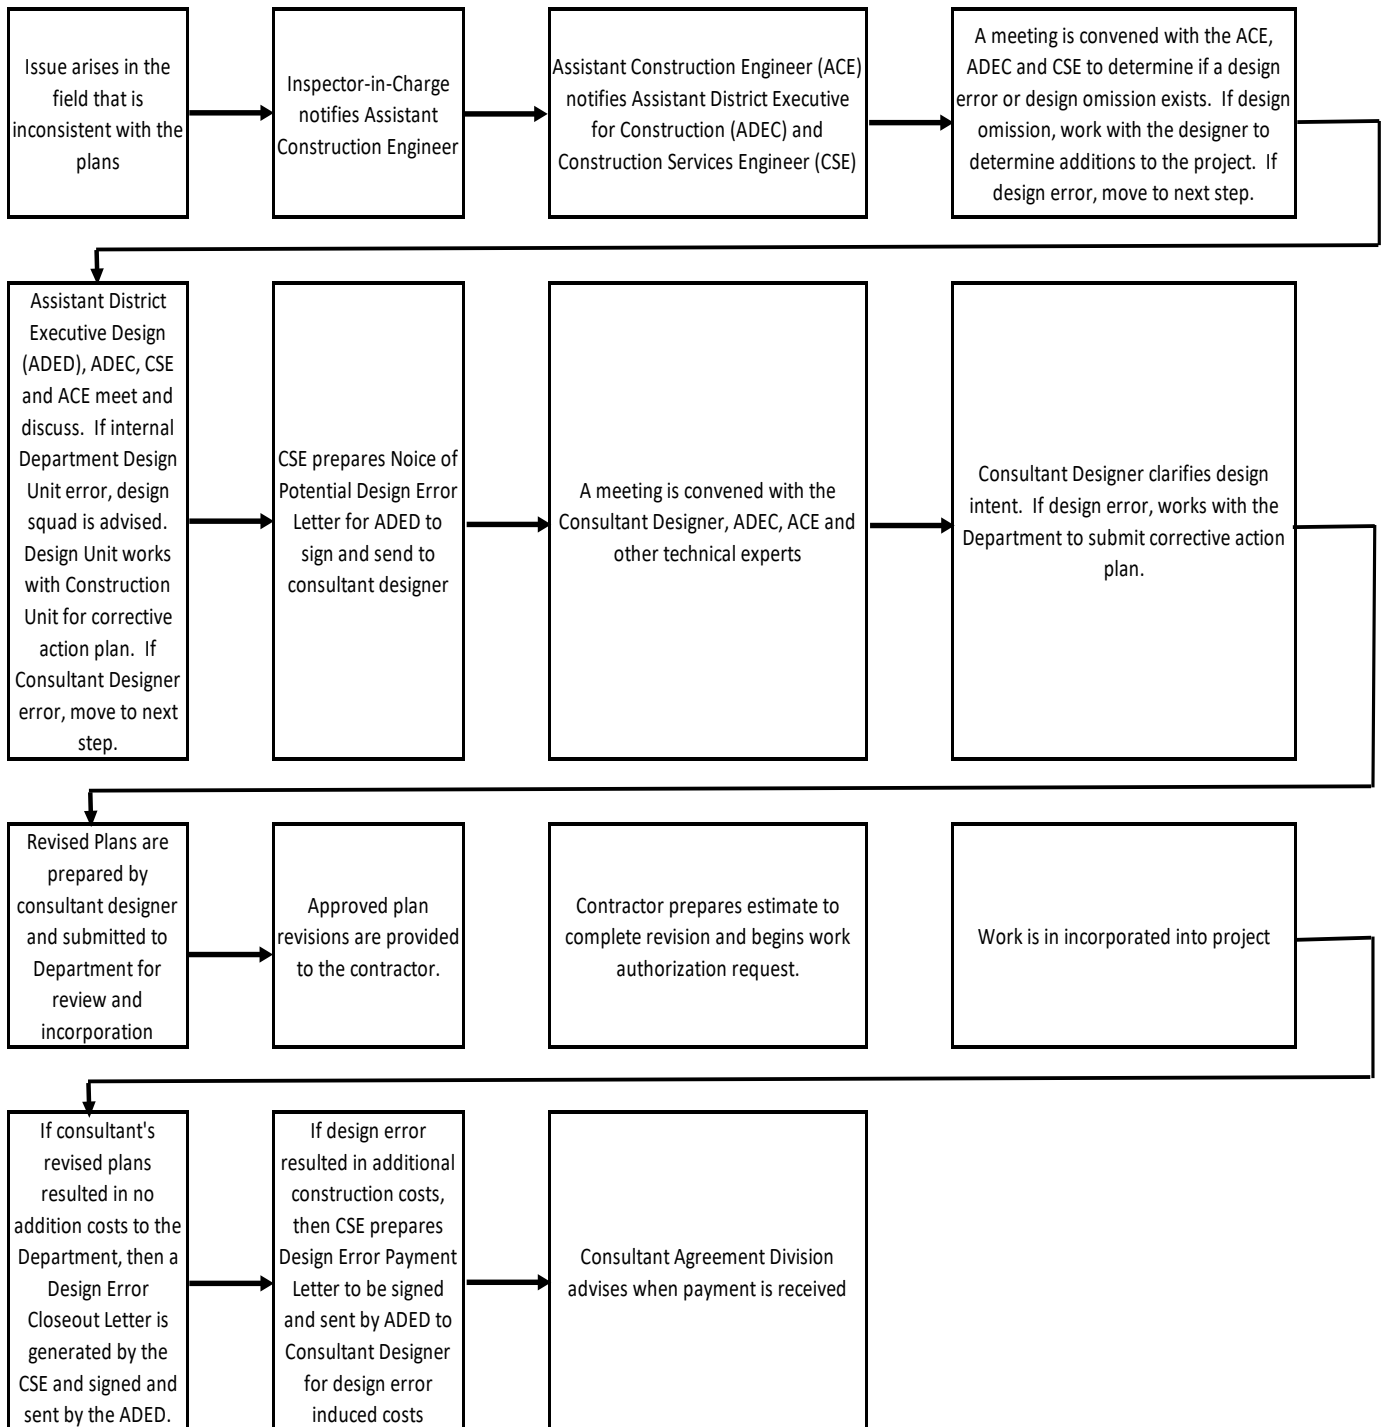 Issue arises in the
field that is
inconsistent with the
plans
Inspector-in-Charge
notifies Assistant
Construction Engineer
Assistant Construction Engineer (ACE)
notifies Assistant District Executive
for Construction (ADEC) and
Construction Services Engineer (CSE)
A meeting is convened with the ACE,
ADEC and CSE to determine if a design
error or design omission exists.  If design
omission, work with the designer to
determine additions to the project.  If
design error, move to next step.
Assistant District
Executive Design
(ADED), ADEC, CSE
and ACE meet and
discuss.  If internal
Department Design
Unit error, design
squad is advised.
Design Unit works
with Construction
Unit for corrective
action plan.  If
Consultant Designer
error, move to next
step.
CSE prepares Noice of
Potential Design Error
Letter for ADED to
sign and send to
consultant designer
A meeting is convened with the
Consultant Designer, ADEC, ACE and
other technical experts
Consultant Designer clarifies design
intent.  If design error, works with the
Department to submit corrective action
plan.
Revised Plans are
prepared by
consultant designer
and submitted to
Department for
review and
incorporation
Approved plan
revisions are provided
to the contractor.
Contractor prepares estimate to
complete revision and begins work
authorization request.
Work is in incorporated into project
If consultant's
revised plans
resulted in no
addition costs to the
Department, then a
Design Error
Closeout Letter is
generated by the
CSE and signed and
sent by the ADED.
If design error
resulted in additional
construction costs,
then CSE prepares
Design Error Payment
Letter to be signed
and sent by ADED to
Consultant Designer
for design error
induced costs
Consultant Agreement Division
advises when payment is received